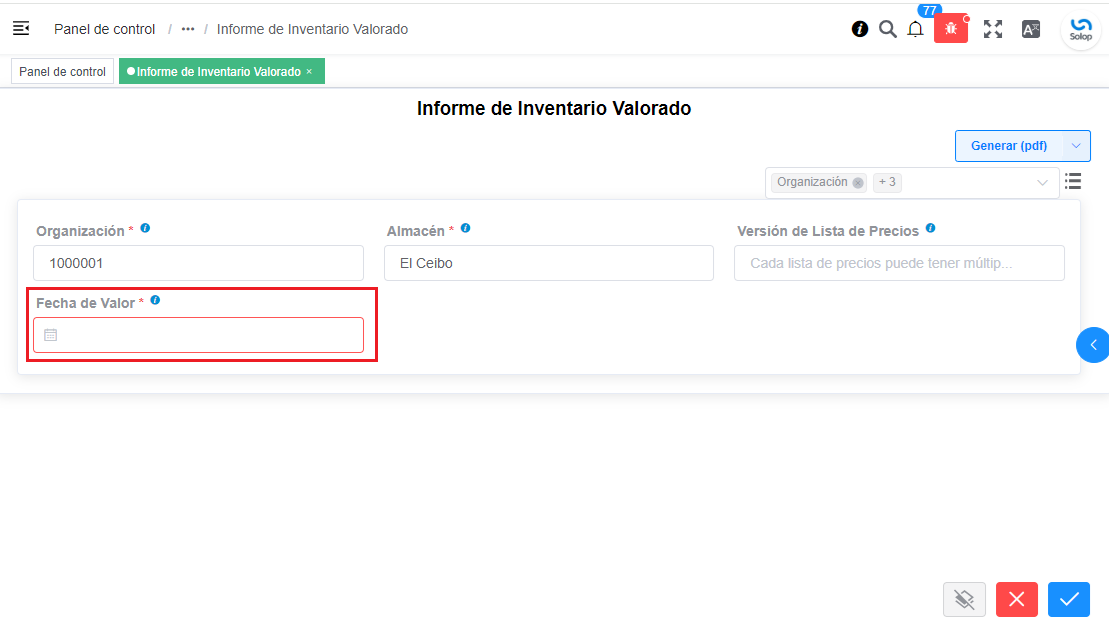 Panel de control / ••• / Informe de Inventario Valorado
77
Solop
Panel de control
Informe de Inventario Valorado ×
Informe de Inventario Valorado
Generar (pdf)
Organización + 3
Organización * Almacén * Versión de Lista de Precios
1000001 El Ceibo Cada lista de precios puede tener múltip...
Fecha de Valor *